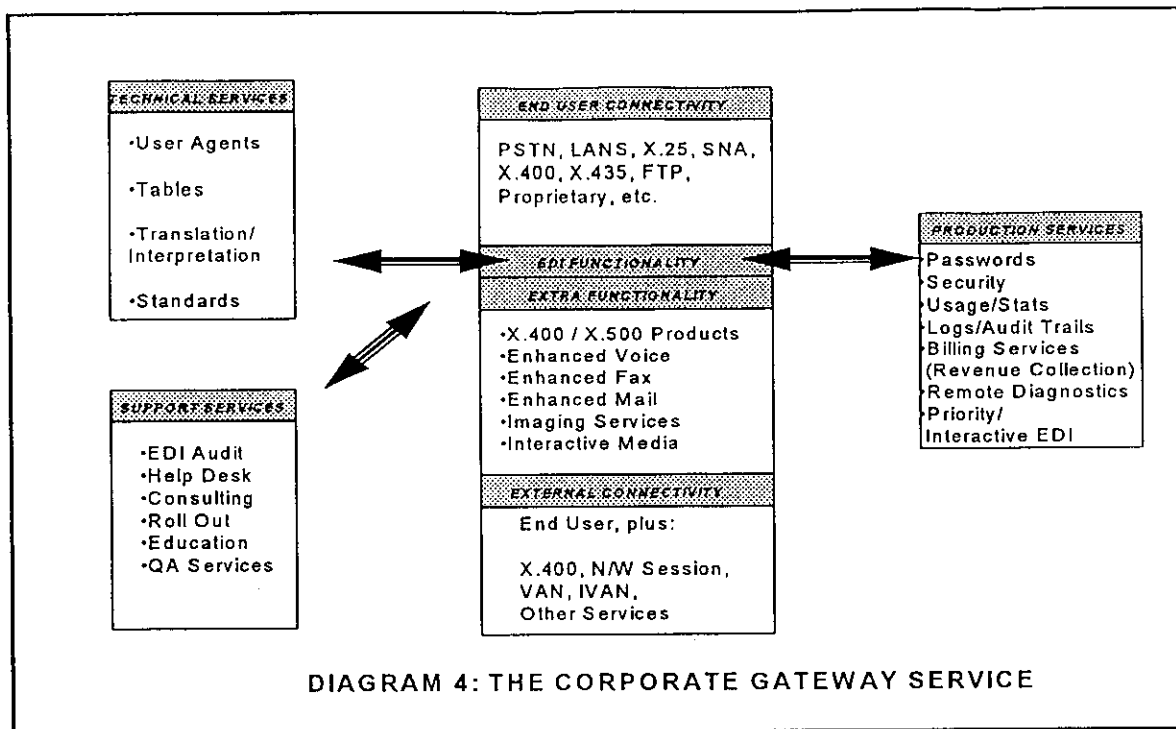 TECHNICAL SERVICES
•User Agents
•Tables
•Translation/
Interpretation
•Standards
SUPPORT SERVICES
•EDI Audit
•Help Desk
•Consulting
•Roll Out
•Education
•QA Services
END USER CONNECTIVITY
PSTN, LANS, X.25, SNA,
X.400, X.435, FTP,
Proprietary, etc.
EDI FUNCTIONALITY
EXTRA FUNCTIONALITY
•X.400 / X.500 Products
•Enhanced Voice
•Enhanced Fax
•Enhanced Mail
•Imaging Services
•Interactive Media
EXTERNAL CONNECTIVITY
End User, plus:
X.400, N/W Session,
VAN, IVAN,
Other Services
PRODUCTION SERVICES
•Passwords
•Security
•Usage/Stats
•Logs/Audit Trails
•Billing Services
(Revenue Collection)
•Remote Diagnostics
•Priority/
Interactive EDI
DIAGRAM 4: THE CORPORATE GATEWAY SERVICE